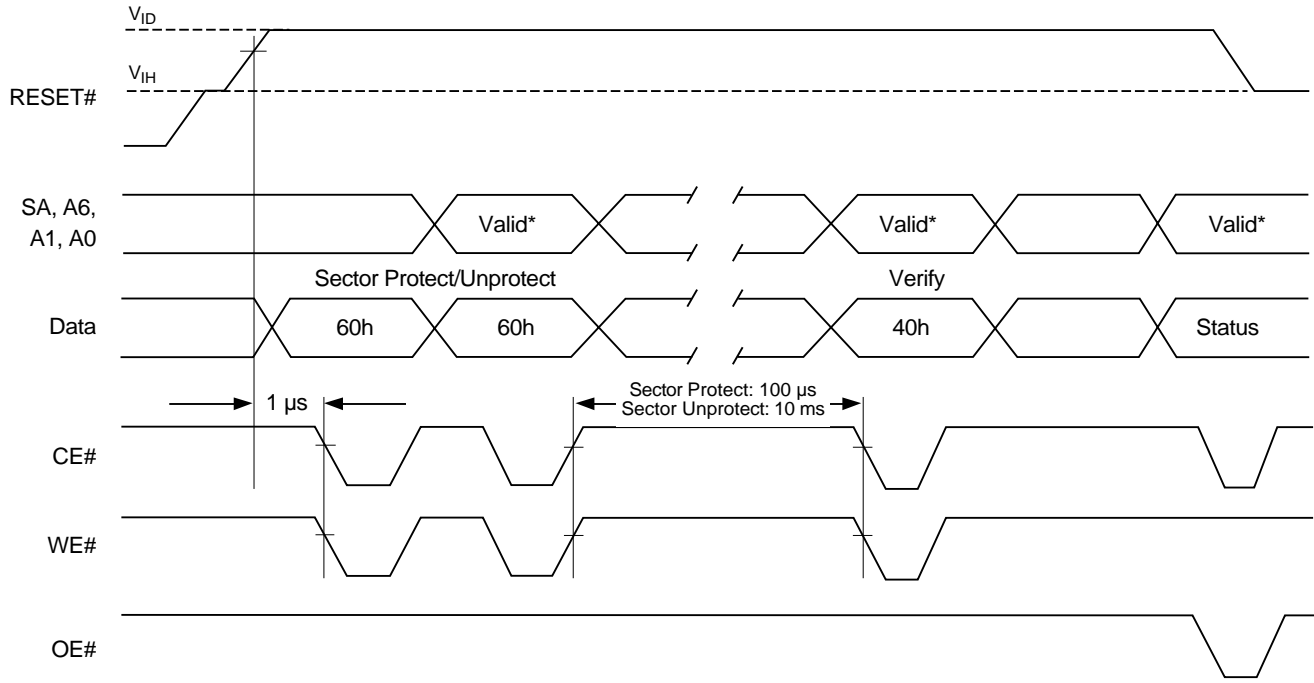 VID
VIH
RESET#
SA, A6,
A1, A0
Valid*
Valid*
Valid*
Sector Protect/Unprotect
Verify
Data
60h
60h
40h
Status
1 µs
Sector Protect: 100 µs
Sector Unprotect: 10 ms
CE#
WE#
OE#